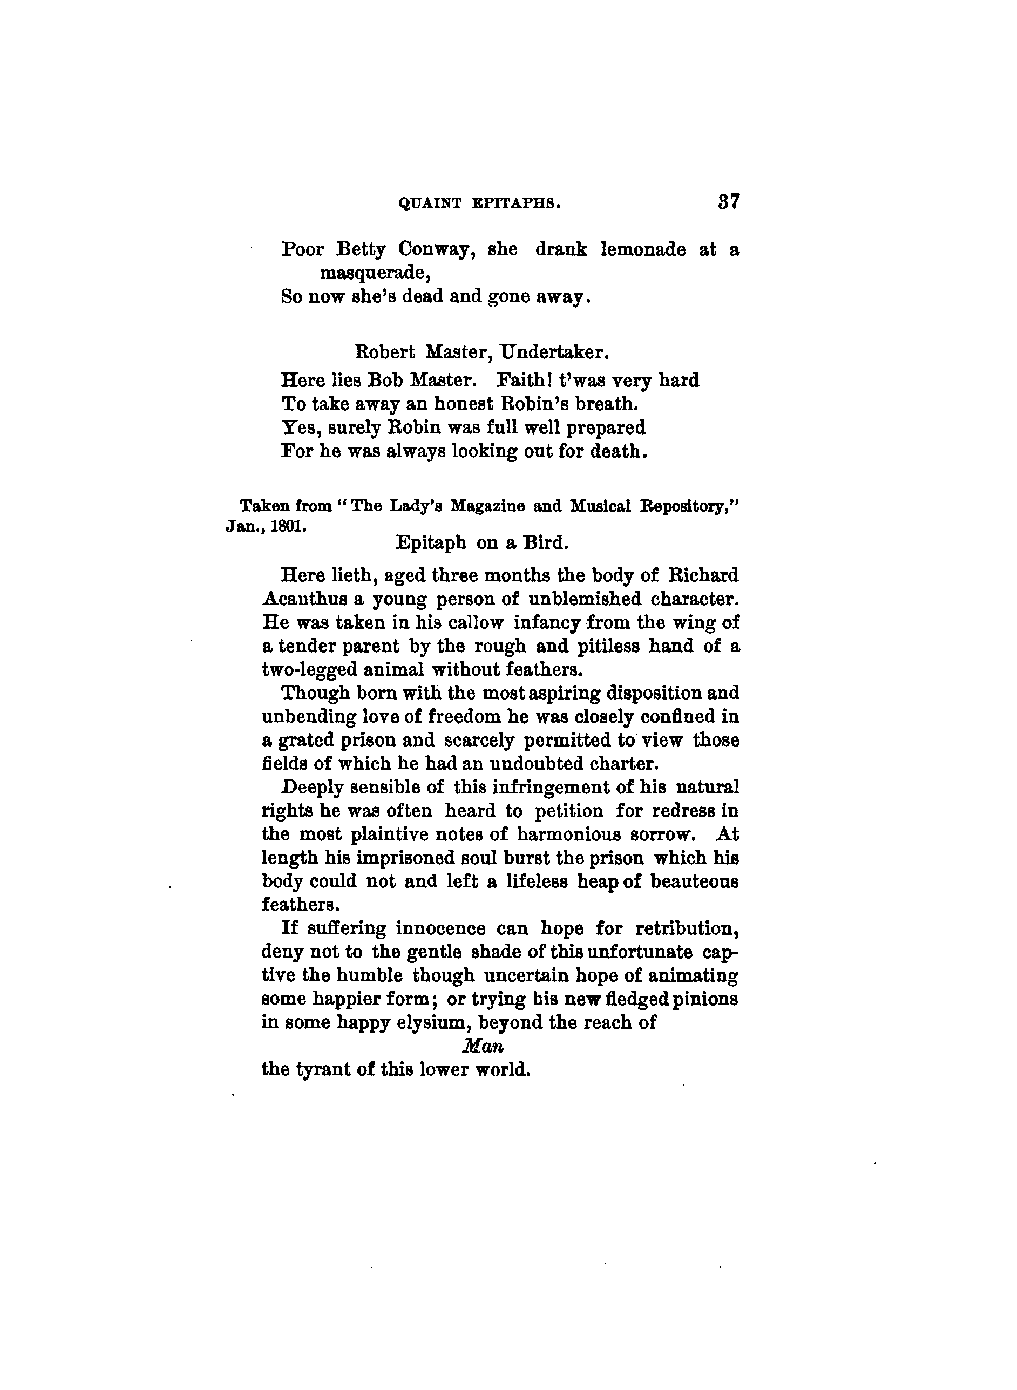 QUAINT EPITAPHS. 37
Poor Betty Conway, she drank lemonade at a
masquerade,
So now she's dead and gone away.
Robert Master, Undertaker.
Here lies Bob Master. Faith! t'was very hard
To take away an honest Robin's breath.
Yes, surely Robin was full well prepared
For he was always looking out for death.
Taken from "The Lady's Magazine and Musical Repository,"
Jan., 1801.
Epitaph on a Bird.
Here lieth, aged three months the body of Richard
Acanthus a young person of unblemished character.
He was taken in his callow infancy from the wing of
a tender parent by the rough and pitiless hand of a
two-legged animal without feathers.
Though born with the most aspiring disposition and
unbending love of freedom he was closely confined in
a grated prison and scarcely permitted to view those
fields of which he had an undoubted charter.
Deeply sensible of this infringement of his natural
rights he was often heard to petition for redress in
the most plaintive notes of harmonious sorrow. At
length his imprisoned soul burst the prison which his
body could not and left a lifeless heap of beauteous
feathers.
If suffering innocence can hope for retribution,
deny not to the gentle shade of this unfortunate cap-
tive the humble though uncertain hope of animating
some happier form; or trying his new fledged pinions
in some happy elysium, beyond the reach of
Man
the tyrant of this lower world.